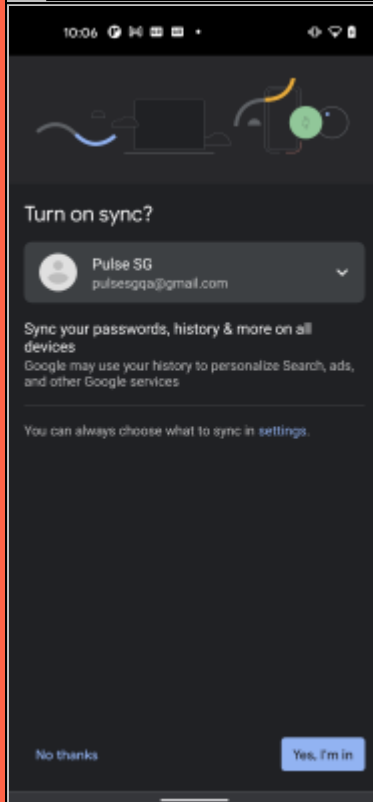 10:06
Turn on sync?
Pulse SG
pulsesgqa@gmail.com
Sync your passwords, history & more on all
devices
Google may use your history to personalize Search, ads,
and other Google services
You can always choose what to sync in settings.
No thanks
Yes, I'm in